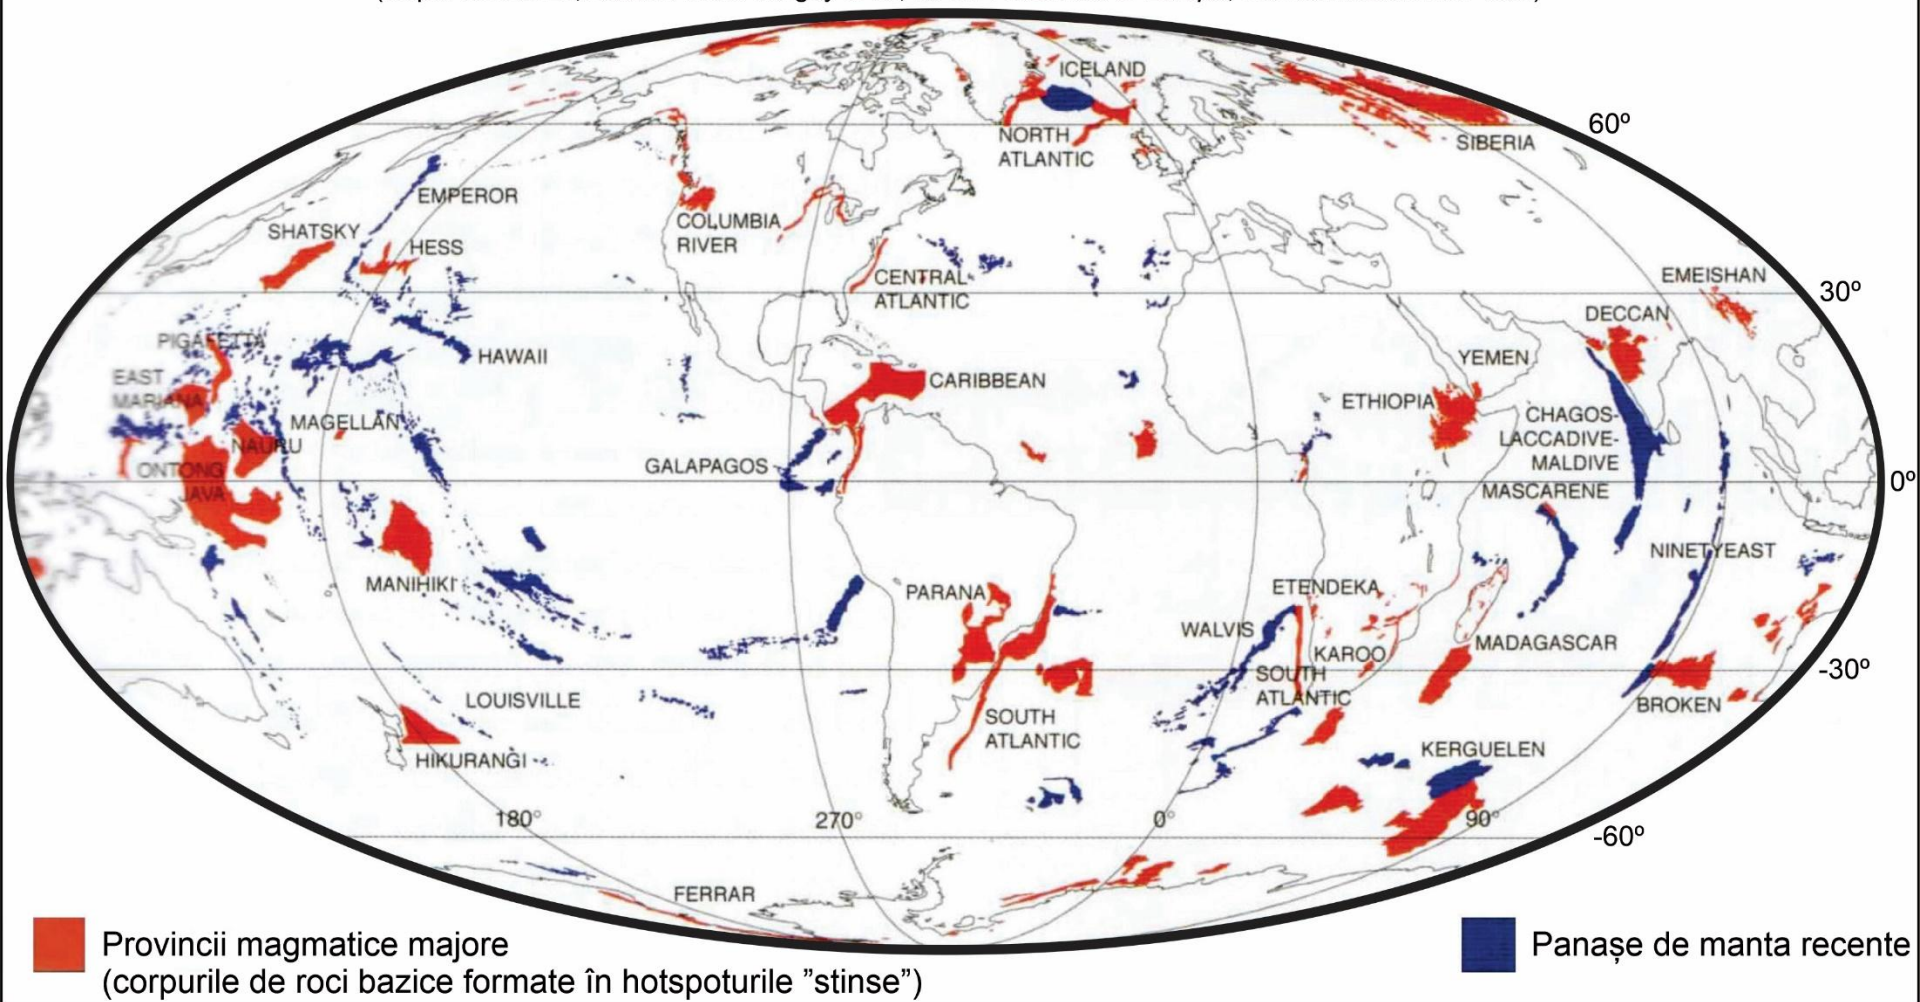 ICELAND
60º
NORTH
ATLANTIC
SIBERIA
EMPEROR
COLUMBIA
RIVER
SHATSKY
HESS
CENTRAL
ATLANTIC
EMEISHAN
30º
DECCAN
PIGAFETTA
HAWAII
YEMEN
EAST
MARIANA
CARIBBEAN
ETHIOPIA
MAGELLAN
CHAGOS-
LACCADIVE-
MALDIVE
NAURU
ONTONG
JAVA
GALAPAGOS
0º
MASCARENE
NINETYEAST
MANIHIKI
PARANA
ETENDEKA
WALVIS
KAROO
MADAGASCAR
-30º
SOUTH
ATLANTIC
LOUISVILLE
BROKEN
SOUTH
ATLANTIC
HIKURANGI
KERGUELEN
180°
270°
0°
90°
-60º
FERRAR
Provincii magmatice majore
(corpurile de roci bazice formate în hotspoturile ”stinse”)
Panașe de manta recente